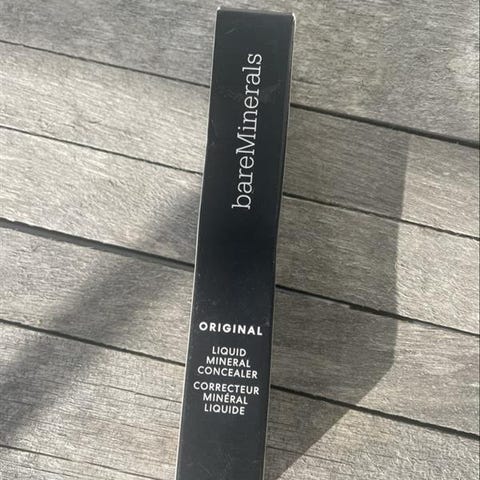 bareMinerals
ORIGINAL
LIQUID
MINERAL
CONCEALER
CORRECTEUR
MINÉRAL
LIQUIDE